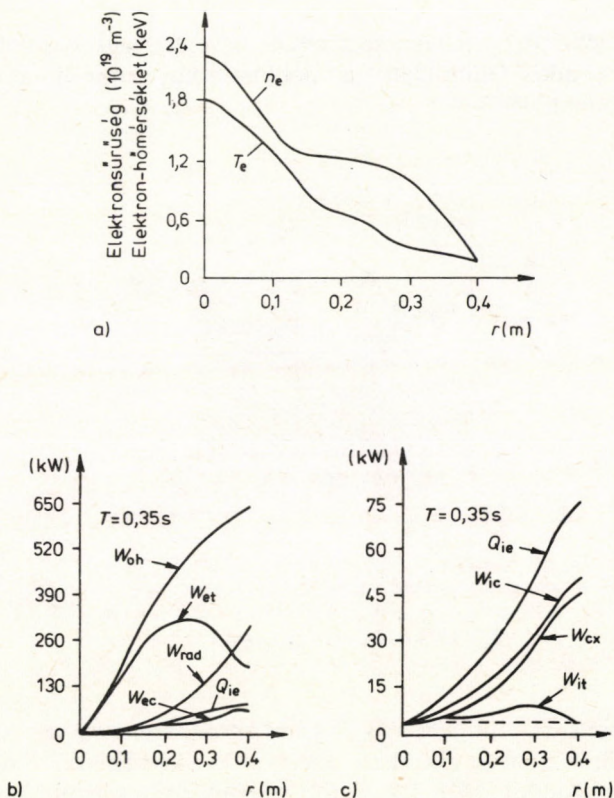 Elektronsűrűség (10¹⁹ m⁻³)
Elektron-hőmérséklet (keV)
2,4
1,8
1,2
0,6
0
nₑ
Tₑ
0
0,1
0,2
0,3
0,4
r(m)
a)
(kW)
650
520
390
260
130
0
T=0,35s
W_oh
W_et
W_rad
Q_ie
W_ec
0
0,1
0,2
0,3
0,4
r(m)
b)
(kW)
75
60
45
30
15
0
T=0,35s
Q_ie
W_ic
W_cx
W_it
0
0,1
0,2
0,3
0,4
r(m)
c)